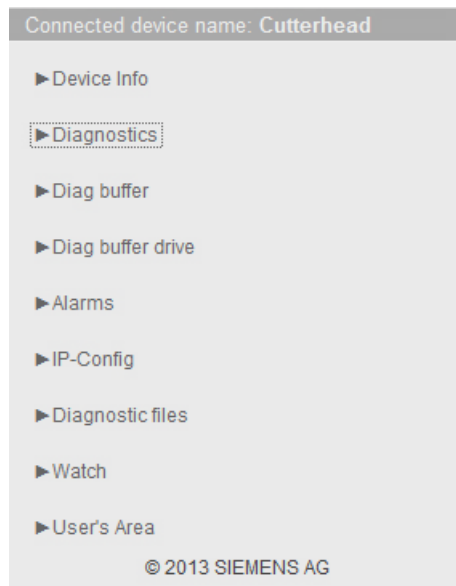 Connected device name: Cutterhead
►Device Info
►Diagnostics
►Diag buffer
►Diag buffer drive
►Alarms
►IP-Config
►Diagnostic files
►Watch
►User's Area
© 2013 SIEMENS AG